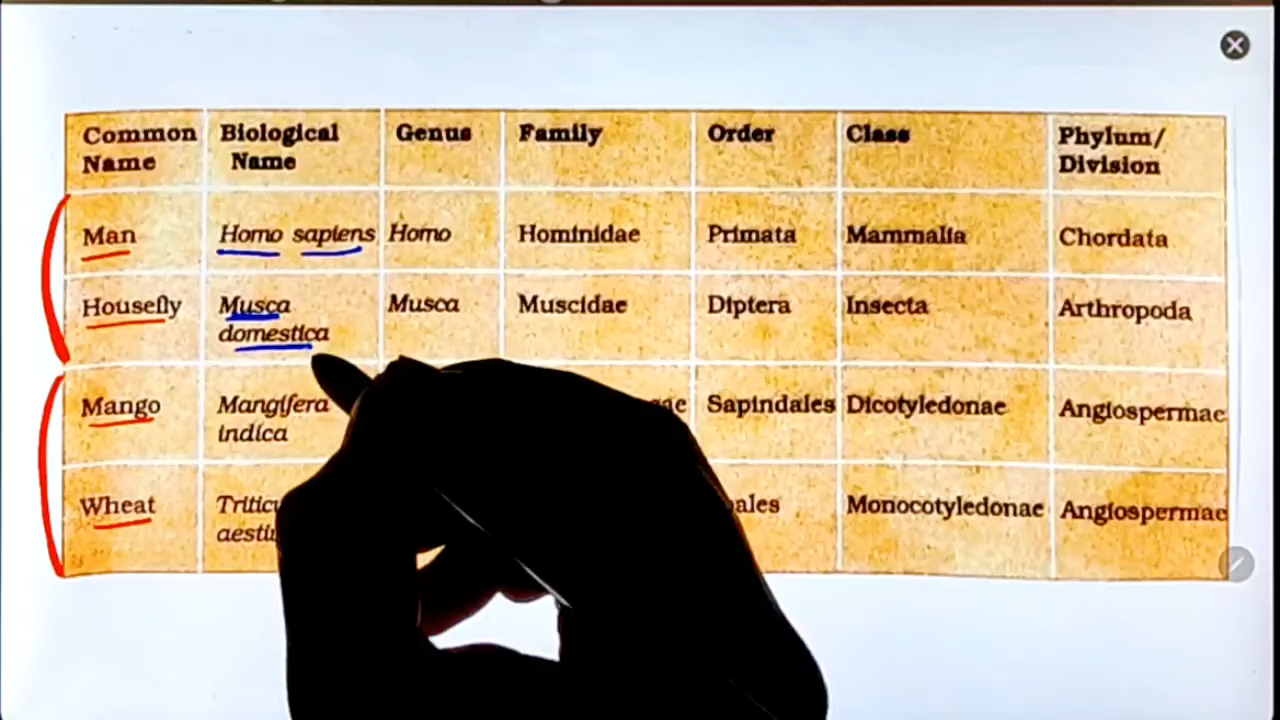 Common Name
Biological Name
Genus
Family
Order
Class
Phylum/ Division
Man
Homo sapiens
Homo
Hominidae
Primata
Mammalia
Chordata
Housefly
Musca domestica
Musca
Muscidae
Diptera
Insecta
Arthropoda
Mango
Mangifera indica
Sapindales
Dicotyledonae
Angiospermae
Wheat
Monocotyledonae
Angiospermae